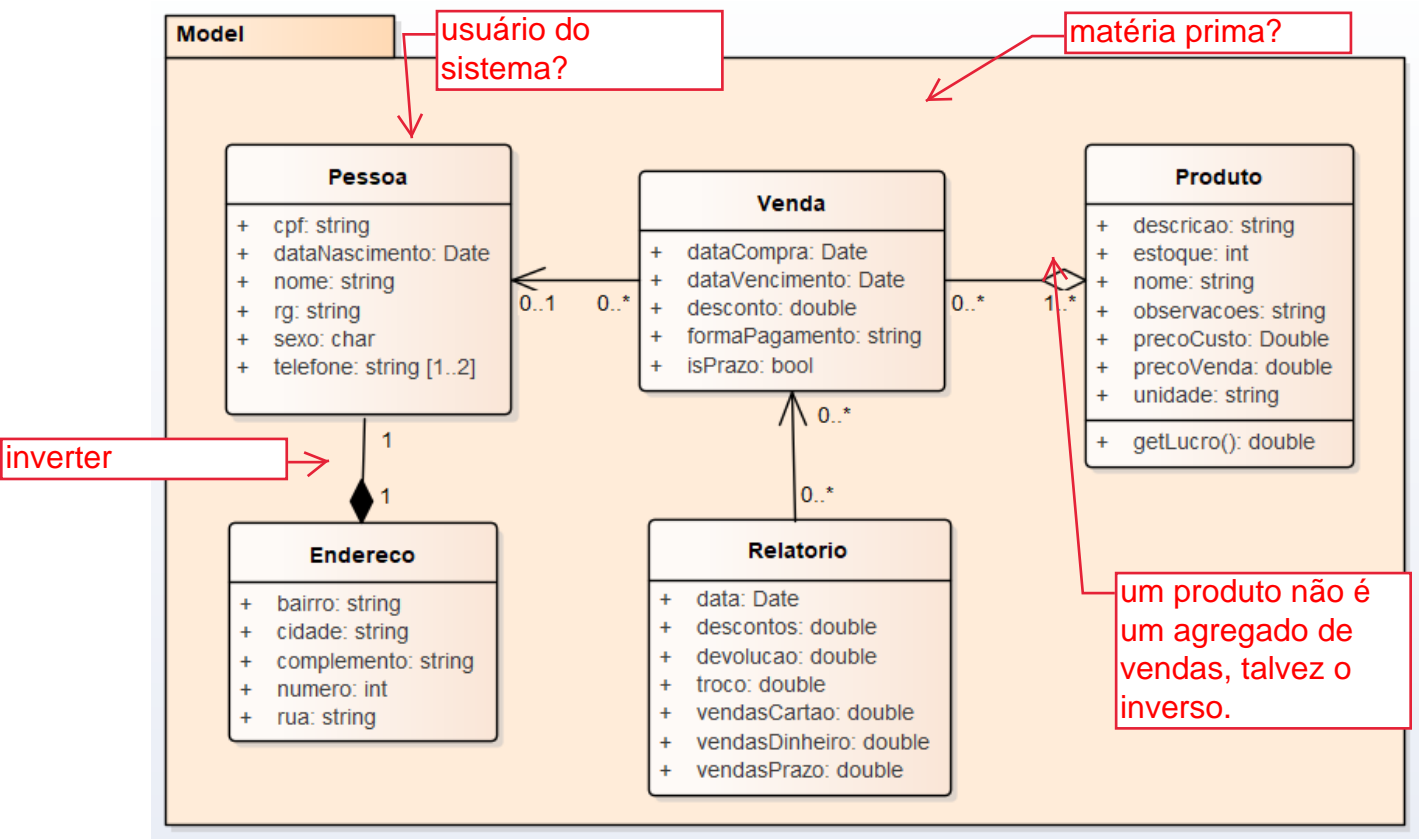 Model
usuário do
sistema?
matéria prima?
Pessoa
+ cpf: string
+ dataNascimento: Date
+ nome: string
+ rg: string
+ sexo: char
+ telefone: string [1..2]
0..1
0..*
Venda
+ dataCompra: Date
+ dataVencimento: Date
+ desconto: double
+ formaPagamento: string
+ isPrazo: bool
0..*
1..*
Produto
+ descricao: string
+ estoque: int
+ nome: string
+ observacoes: string
+ precoCusto: Double
+ precoVenda: double
+ unidade: string
+ getLucro(): double
inverter
1
1
0..*
0..*
Endereco
+ bairro: string
+ cidade: string
+ complemento: string
+ numero: int
+ rua: string
Relatorio
+ data: Date
+ descontos: double
+ devolucao: double
+ troco: double
+ vendasCartao: double
+ vendasDinheiro: double
+ vendasPrazo: double
um produto não é
um agregado de
vendas, talvez o
inverso.